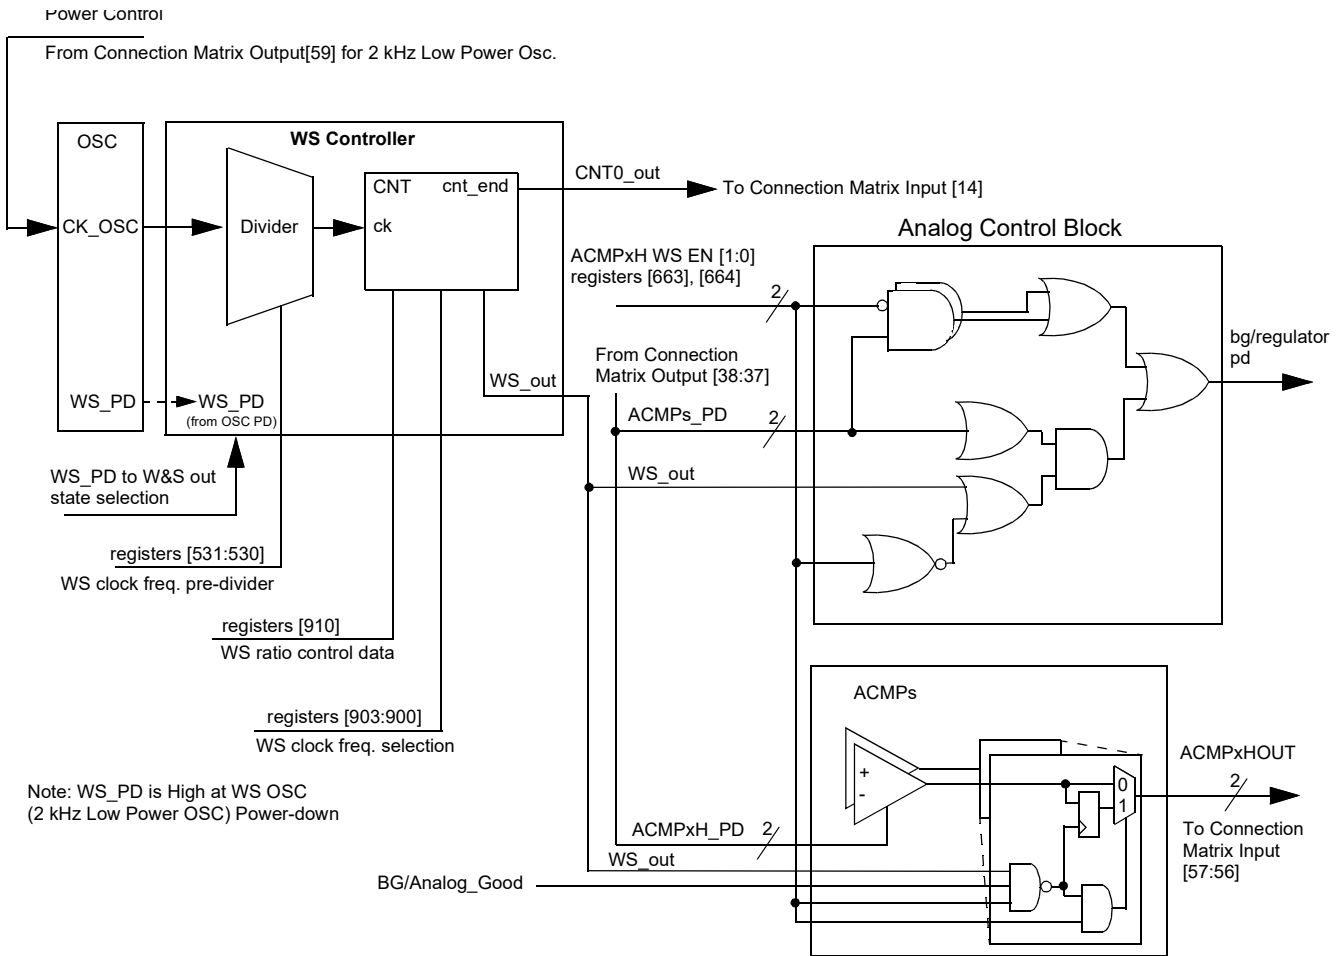 Power Control
From Connection Matrix Output[59] for 2 kHz Low Power Osc.
OSC
WS Controller
CNT cnt_end
CNT0_out
To Connection Matrix Input [14]
CK_OSC
Divider
ck
Analog Control Block
ACMPxH WS EN [1:0]
registers [663], [664]
2
bg/regulator
pd
From Connection
Matrix Output [38:37]
WS_out
WS_PD
WS_PD
(from OSC PD)
ACMPs_PD
2
WS_PD to W&S out
state selection
WS_out
registers [531:530]
WS clock freq. pre-divider
registers [910]
WS ratio control data
registers [903:900]
WS clock freq. selection
ACMPs
ACMPxHOUT
+
-
0
1
2
Note: WS_PD is High at WS OSC
(2 kHz Low Power OSC) Power-down
ACMPxH_PD
2
To Connection
Matrix Input
[57:56]
WS_out
BG/Analog_Good